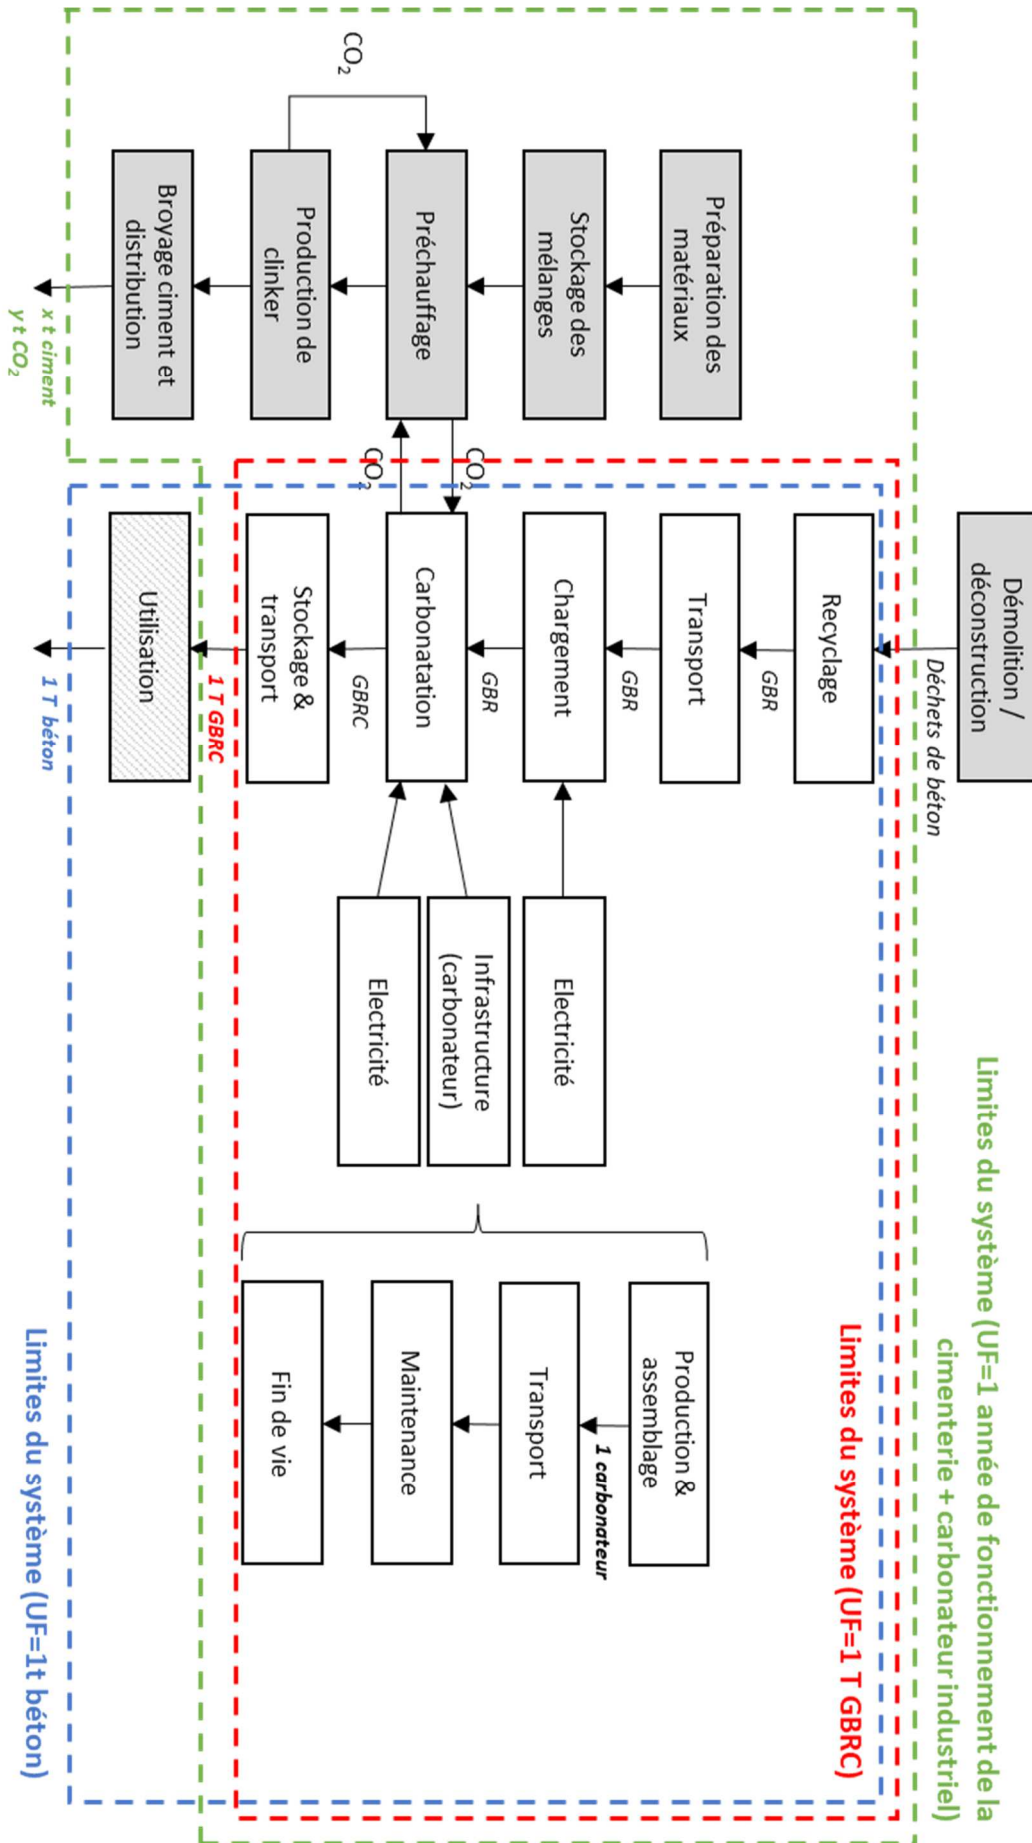 Démolition /
déconstruction
Déchets de béton
Limites du système (UF=1 année de fonctionnement de la
cimenterie + carbonateur industriel)
Limites du système (UF=1 T GBRC)
Préparation des
matériaux
Stockage des
mélanges
Préchauffage
Production de
clinker
Broyage ciment et
distribution
CO2
x t ciment
y t CO2
CO2
CO2
Recyclage
GBR
Transport
GBR
Chargement
GBR
Carbonatation
GBRC
Stockage &
transport
1 T GBRC
Utilisation
1 T béton
Electricité
Infrastructure
(carbonateur)
Electricité
Production &
assemblage
1 carbonateur
Transport
Maintenance
Fin de vie
Limites du système (UF=1t béton)